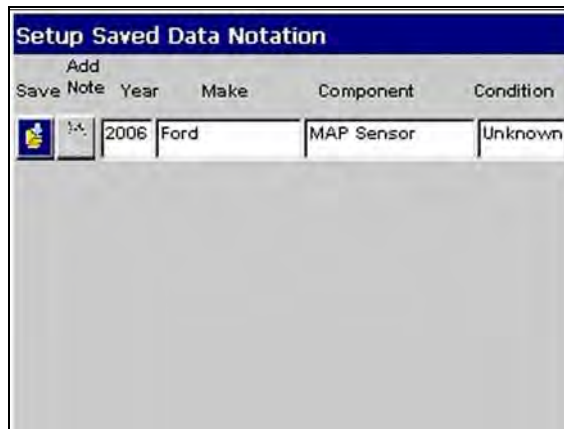 Setup Saved Data Notation
Add
Save Note Year Make Component Condition
2006 Ford MAP Sensor Unknown